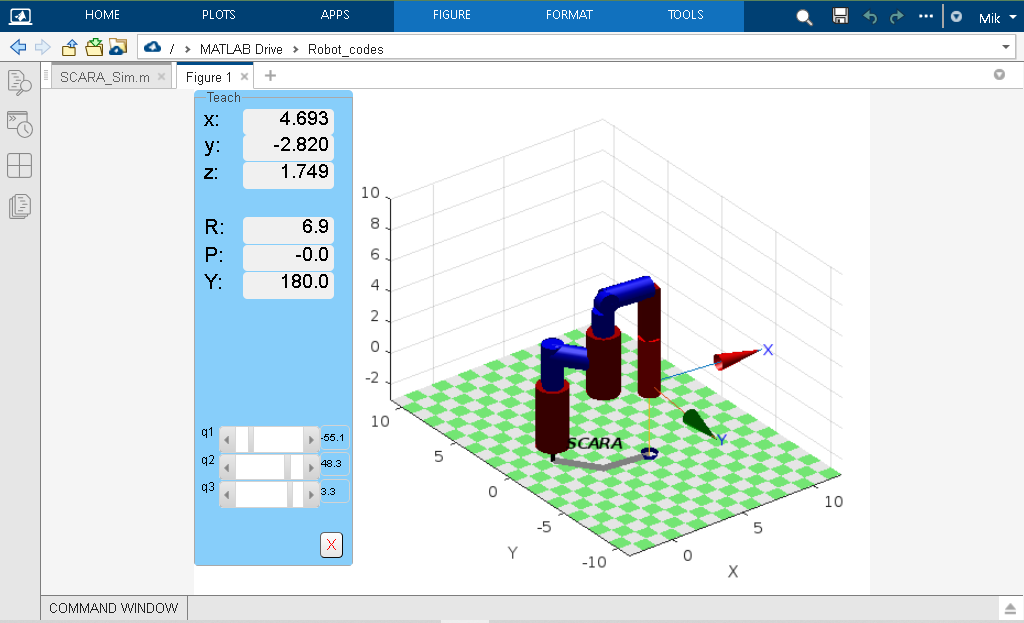 HOME PLOTS APPS FIGURE FORMAT TOOLS Mik
/ MATLAB Drive Robot_codes
SCARA_Sim.m × Figure 1 × +
Teach
x: 4.693
y: -2.820
z: 1.749
R: 6.9
P: -0.0
Y: 180.0
q1 -55.1
q2 48.3
q3 3.3
X
10
8
6
4
2
0
-2
10
5
0
-5
-10
Y
0
5
10
X
SCARA
X
Y
COMMAND WINDOW